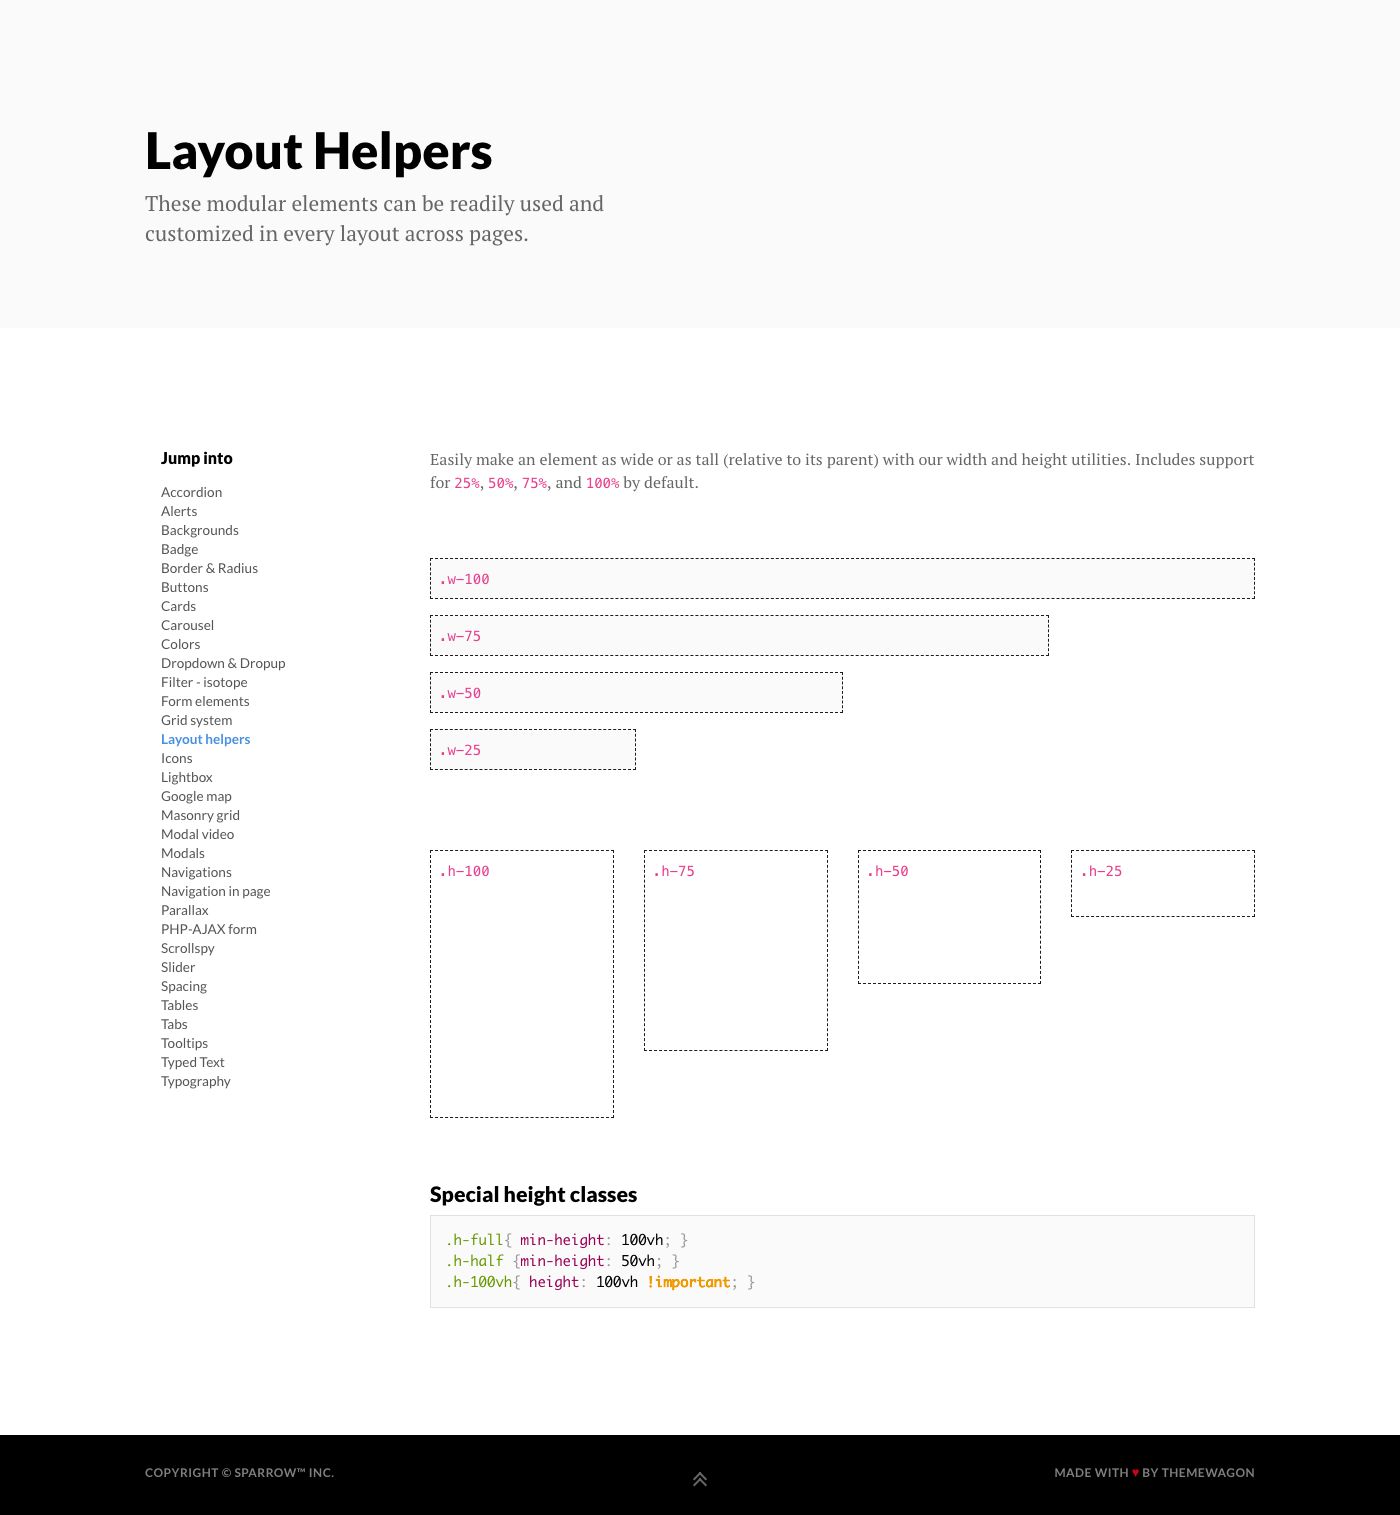 Layout Helpers
These modular elements can be readily used and
customized in every layout across pages.
Jump into
Accordion
Alerts
Backgrounds
Badge
Border & Radius
Buttons
Cards
Carousel
Colors
Dropdown & Dropup
Filter - isotope
Form elements
Grid system
Layout helpers
Icons
Lightbox
Google map
Masonry grid
Modal video
Modals
Navigations
Navigation in page
Parallax
PHP-AJAX form
Scrollspy
Slider
Spacing
Tables
Tabs
Tooltips
Typed Text
Typography
Easily make an element as wide or as tall (relative to its parent) with our width and height utilities. Includes support
for 25%, 50%, 75%, and 100% by default.
.w-100
.w-75
.w-50
.w-25
.h-100
.h-75
.h-50
.h-25
Special height classes
.h-full{ min-height: 100vh; }
.h-half {min-height: 50vh; }
.h-100vh{ height: 100vh !important; }
COPYRIGHT © SPARROW™ INC.
MADE WITH ♥ BY THEMEWAGON